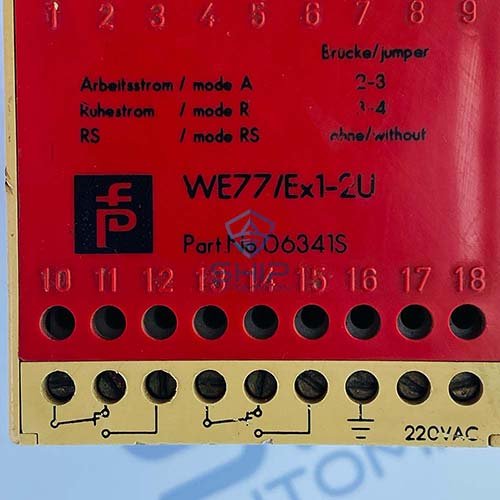 1 2 3 4 5 6 7 8 9
Brücke/jumper
Arbeitsstrom / mode A 2-3
Ruhestrom / mode R 3-4
RS / mode RS ohne/without
fp
WE77/Ex1-2U
Part No. 06341S
SHIP
10 11 12 13 14 15 16 17 18
220VAC